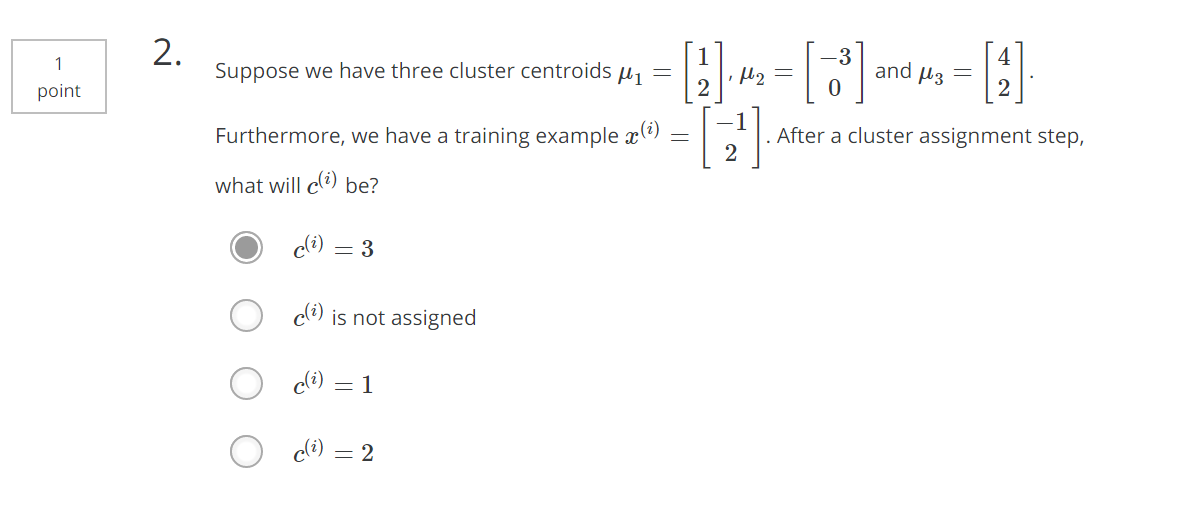 1
point
2.
Suppose we have three cluster centroids μ₁ = [1 2], μ₂ = [−3 0] and μ₃ = [4 2].
Furthermore, we have a training example x⁽ⁱ⁾ = [−1 2]. After a cluster assignment step,
what will c⁽ⁱ⁾ be?
c⁽ⁱ⁾ = 3
c⁽ⁱ⁾ is not assigned
c⁽ⁱ⁾ = 1
c⁽ⁱ⁾ = 2